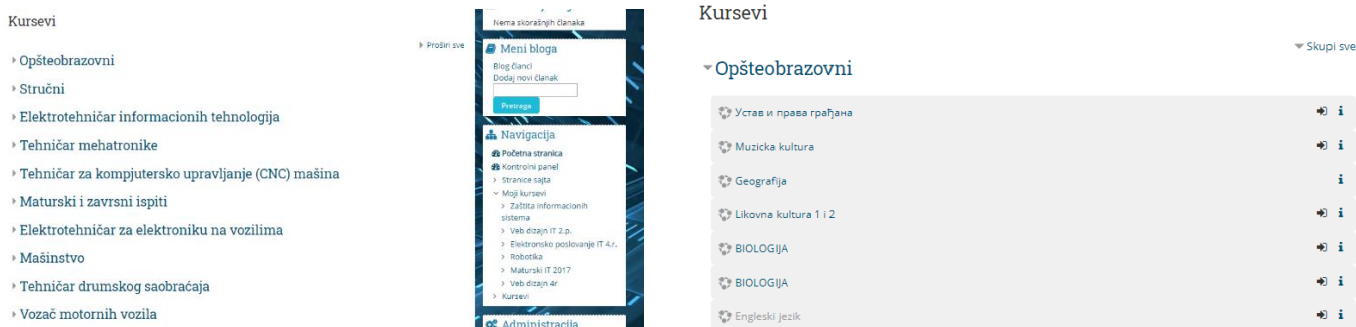 Kursevi
Proširi sve
Opšteobrazovni
Stručni
Elektrotehničar informacionih tehnologija
Tehničar mehatronike
Tehničar za kompjutersko upravljanje (CNC) mašina
Maturski i zavrsni ispiti
Elektrotehničar za elektroniku na vozilima
Mašinstvo
Tehničar drumskog saobraćaja
Vozač motornih vozila
Nema skorašnjih članaka
Meni bloga
Blog članci
Dodaj novi članak
Pretraga
Navigacija
Početna stranica
Kontrolni panel
Stranice sajta
Moji kursevi
Zaštita informacionih
sistema
Veb dizajn IT 2.p.
Elektronsko poslovanje IT 4.r.
Robotika
Maturski IT 2017
Veb dizajn 4r
Kursevi
Administracija
Kursevi
Skupi sve
Opšteobrazovni
Устав и права грађана
Muzicka kultura
Geografija
Likovna kultura 1 i 2
BIOLOGIJA
BIOLOGIJA
Engleski jezik